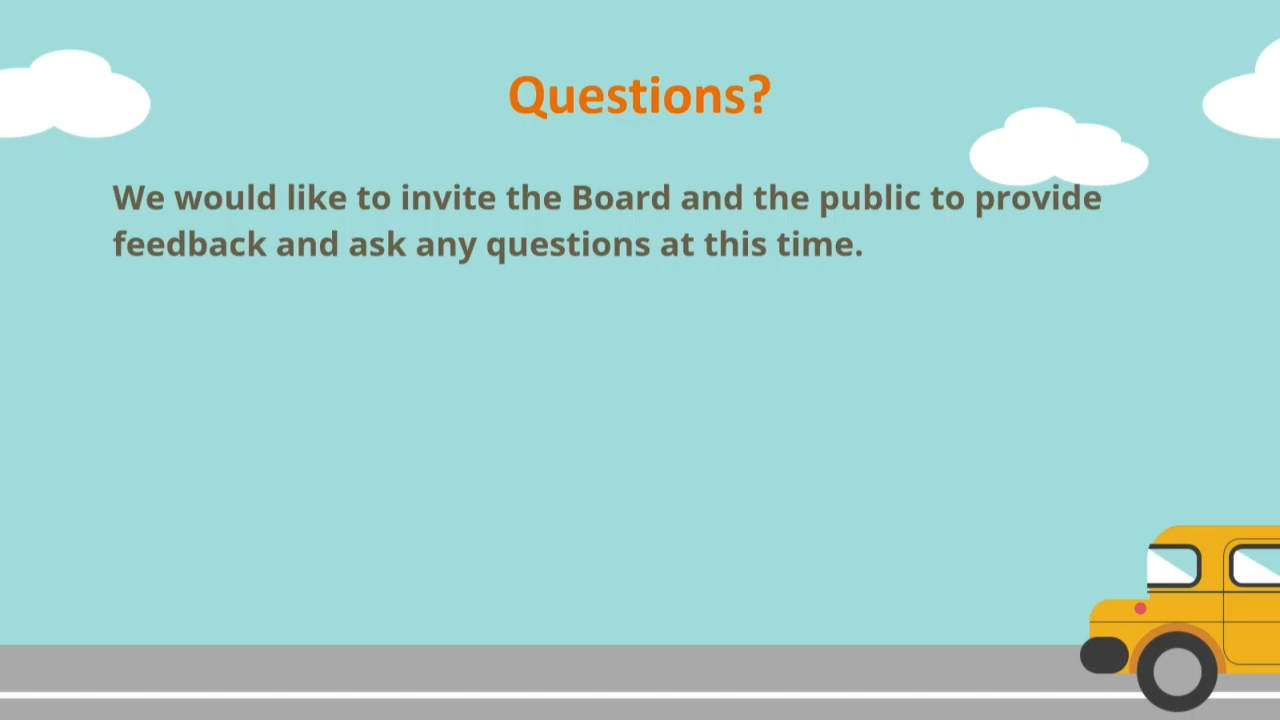 Questions?
We would like to invite the Board and the public to provide
feedback and ask any questions at this time.